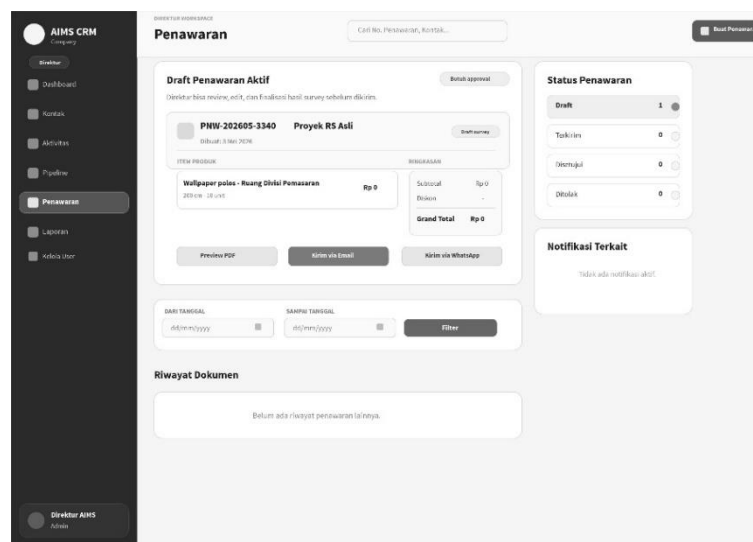 AIMS CRM
Company
Direktur
Dashboard
Kontak
Aktivitas
Pipeline
Penawaran
Laporan
Kelola User
Direktur AIMS
Admin
DIREKTUR WORKSPACE
Penawaran
Cari No. Penawaran, Kontak...
Buat Penawaran
Draft Penawaran Aktif
Butuh approval
Direktur bisa review, edit, dan finalisasi hasil survey sebelum dikirim.
PNW-202605-3340 Proyek RS Asli
Draft survey
Dibuat: 5 Mei 2026
ITEM PRODUK
RINGKASAN
Wallpaper polos - Ruang Divisi Pemasaran
Rp 0
Subtotal Rp 0
Diskon -
Grand Total Rp 0
Preview PDF
Kirim via Email
Kirim via WhatsApp
DARI TANGGAL
SAMPAI TANGGAL
dd/mm/yyyy
dd/mm/yyyy
Filter
Riwayat Dokumen
Belum ada riwayat penawaran lainnya.
Status Penawaran
Draft 1
Terkirim 0
Disetujui 0
Ditolak 0
Notifikasi Terkait
Tidak ada notifikasi aktif.